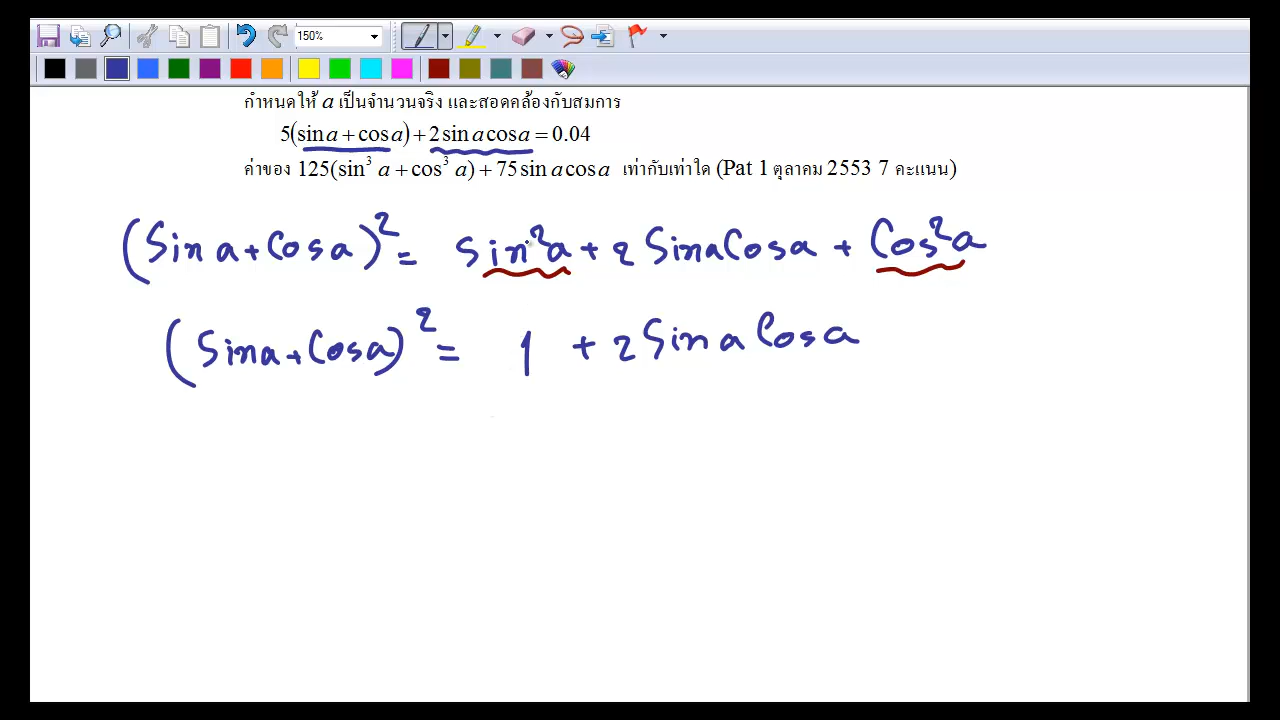 150%
กำหนดให้ a เป็นจำนวนจริง และสอดคล้องกับสมการ
5(sin a + cos a) + 2 sin a cos a = 0.04
ค่าของ 125(sin³ a + cos³ a) + 75 sin a cos a เท่ากับเท่าใด (Pat 1 ตุลาคม 2553 7 คะแนน)
(Sin a + Cos a)² = sin²a + 2 Sin a Cos a + Cos²a
(Sin a + Cos a)² = 1 + 2 Sin a Cos a